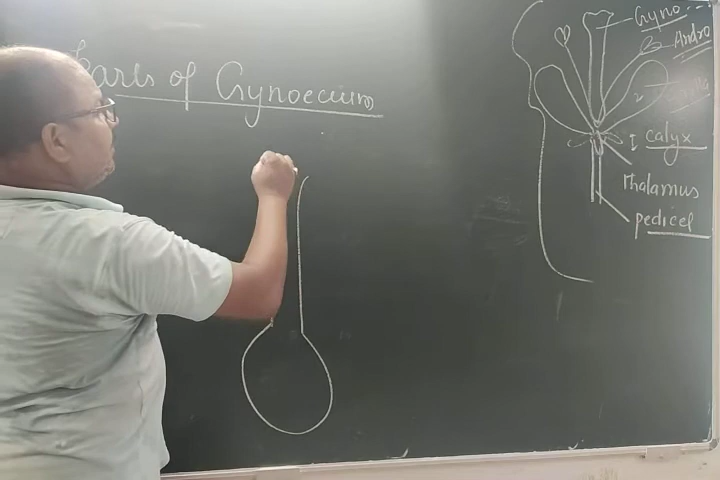 Parts of Gynoecium
Gyno---
Andro
I calyx
Thalamus
pedicel